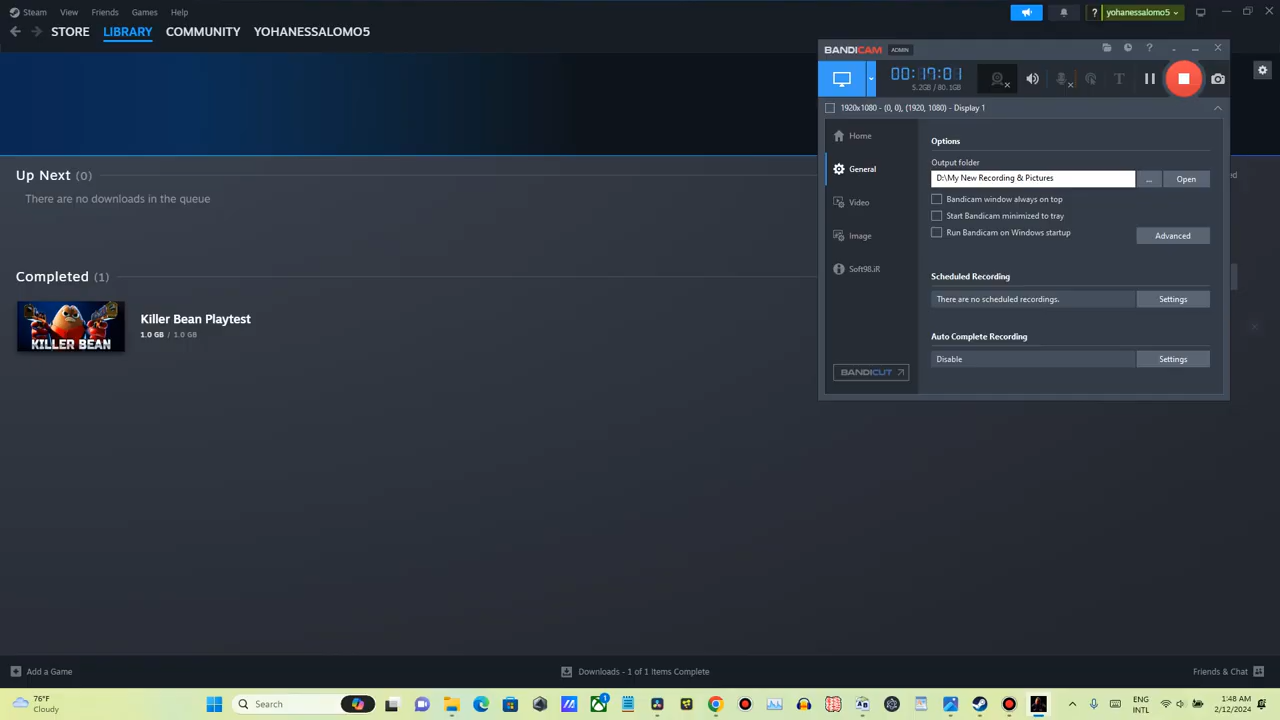 Steam View Friends Games Help
yohanessalomo5
STORE LIBRARY COMMUNITY YOHANESSALOMO5
BANDICAM ADMIN
00:17:01
5.2GB / 80.1GB
1920x1080 - (0, 0), (1920, 1080) - Display 1
Home
General
Video
Image
Soft98.iR
BANDICUT
Options
Output folder
D:\My New Recording & Pictures
... Open
Bandicam window always on top
Start Bandicam minimized to tray
Run Bandicam on Windows startup
Advanced
Scheduled Recording
There are no scheduled recordings. Settings
Auto Complete Recording
Disable Settings
Up Next (0)
There are no downloads in the queue
Completed (1)
KILLER BEAN
Killer Bean Playtest
1.0 GB / 1.0 GB
Add a Game
Downloads - 1 of 1 Items Complete
Friends & Chat
76°F
Cloudy
Search
1
ENG
INTL
1:48 AM
2/12/2024